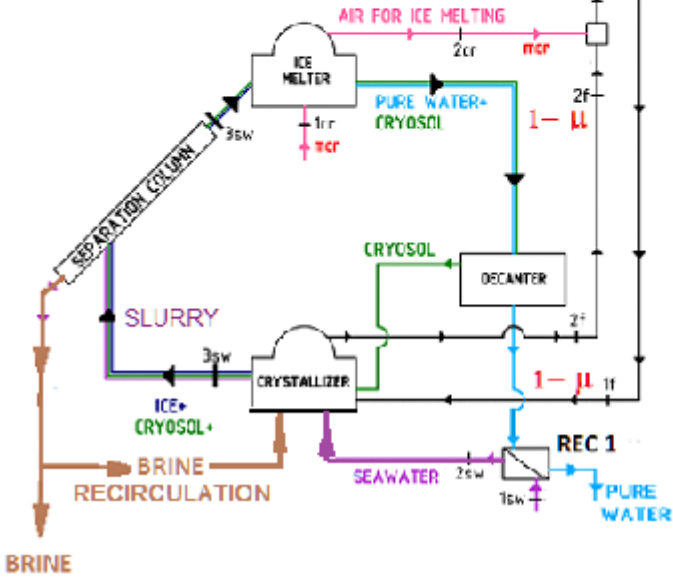 AIR FOR ICE MELTING
2cr
mcr
ICE
MELTER
2f
PURE WATER+
CRYOSOL
1-μ
3sw
1cr
mcr
SEPARATION COLUMN
CRYOSOL
DECANTER
SLURRY
2f
3sw
CRYSTALLIZER
1-μ
1f
ICE+
CRYOSOL+
REC 1
BRINE
RECIRCULATION
SEAWATER
2sw
1sw
PURE
WATER
BRINE